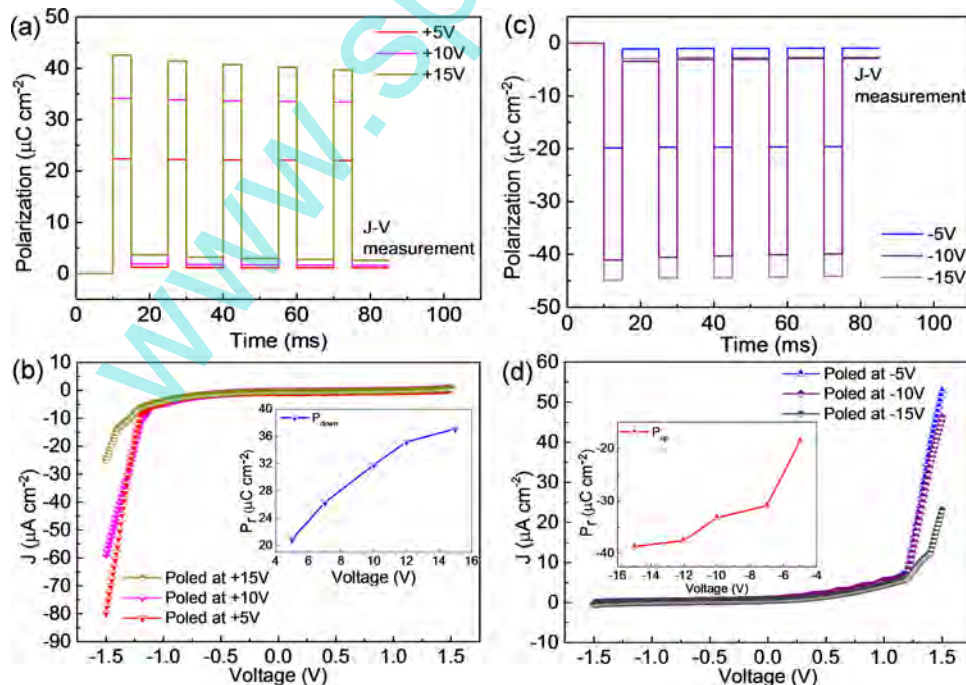 (a)
50
40
30
20
10
0
0 20 40 60 80 100
Polarization (μC cm⁻²)
Time (ms)
+5V
+10V
+15V
J-V
measurement
(c)
0
-10
-20
-30
-40
-50
0 20 40 60 80 100
Polarization (μC cm⁻²)
Time (ms)
J-V
measurement
-5V
-10V
-15V
(b)
10
0
-10
-20
-30
-40
-50
-60
-70
-80
-90
-1.5 -1.0 -0.5 0.0 0.5 1.0 1.5
J (μA cm⁻²)
Voltage (V)
Poled at +15V
Poled at +10V
Poled at +5V
40
36
32
28
24
20
4 6 8 10 12 14 16
Pr (μC cm⁻²)
Voltage (V)
Pdown
(d)
60
50
40
30
20
10
0
-10
-1.5 -1.0 -0.5 0.0 0.5 1.0 1.5
J (μA cm⁻²)
Voltage (V)
Poled at -5V
Poled at -10V
Poled at -15V
-20
-30
-40
-16 -14 -12 -10 -8 -6 -4
Pr (μC cm⁻²)
Voltage (V)
Pup
www.sp